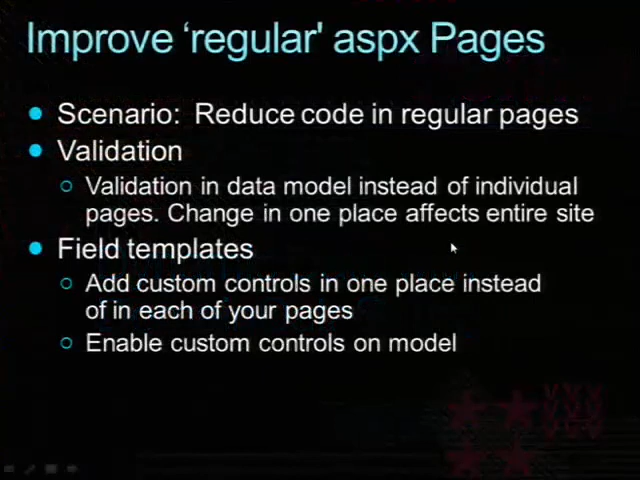 Improve ‘regular' aspx Pages
Scenario: Reduce code in regular pages
Validation
Validation in data model instead of individual
pages. Change in one place affects entire site
Field templates
Add custom controls in one place instead
of in each of your pages
Enable custom controls on model